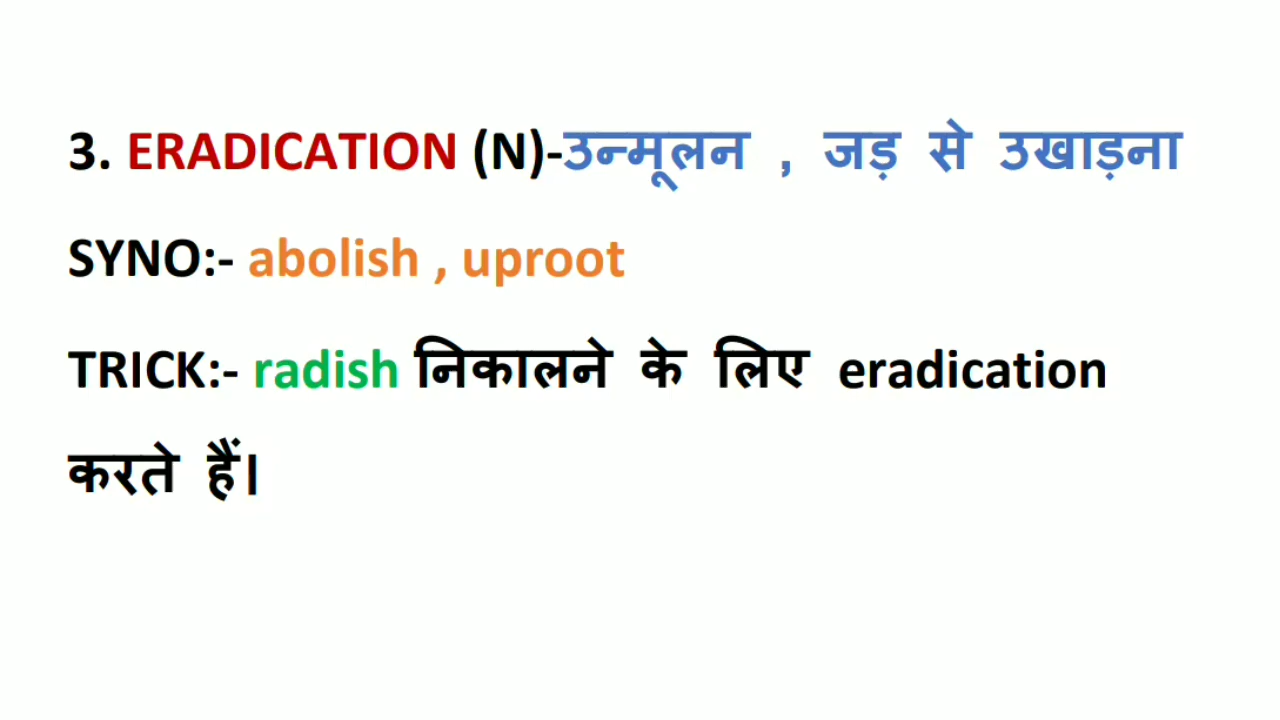 3. ERADICATION (N)-उन्मूलन , जड़ से उखाड़ना
SYNO:- abolish , uproot
TRICK:- radish निकालने के लिए eradication
करते हैं।